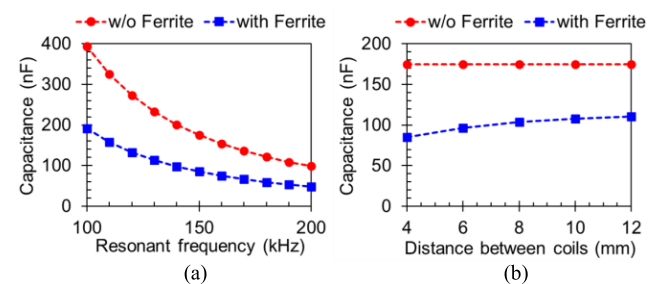 w/o Ferrite with Ferrite
Capacitance (nF)
400
300
200
100
0
100 150 200
Resonant frequency (kHz)
(a)
w/o Ferrite with Ferrite
Capacitance (nF)
200
150
100
50
0
4 6 8 10 12
Distance between coils (mm)
(b)